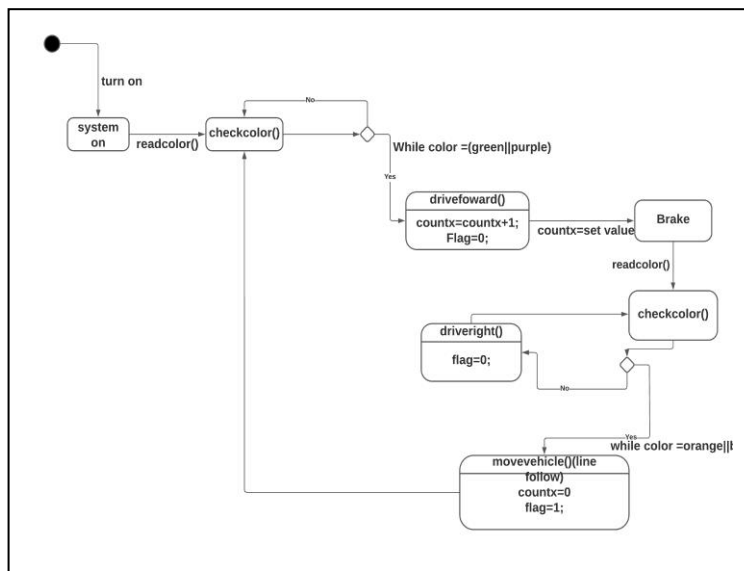 turn on
system
on
readcolor()
checkcolor()
No
While color =(green||purple)
Yes
drivefoward()
countx=countx+1;
Flag=0;
countx=set value
Brake
readcolor()
checkcolor()
driveright()
flag=0;
No
Yes
while color =orange||
movevehicle()(line
follow)
countx=0
flag=1;